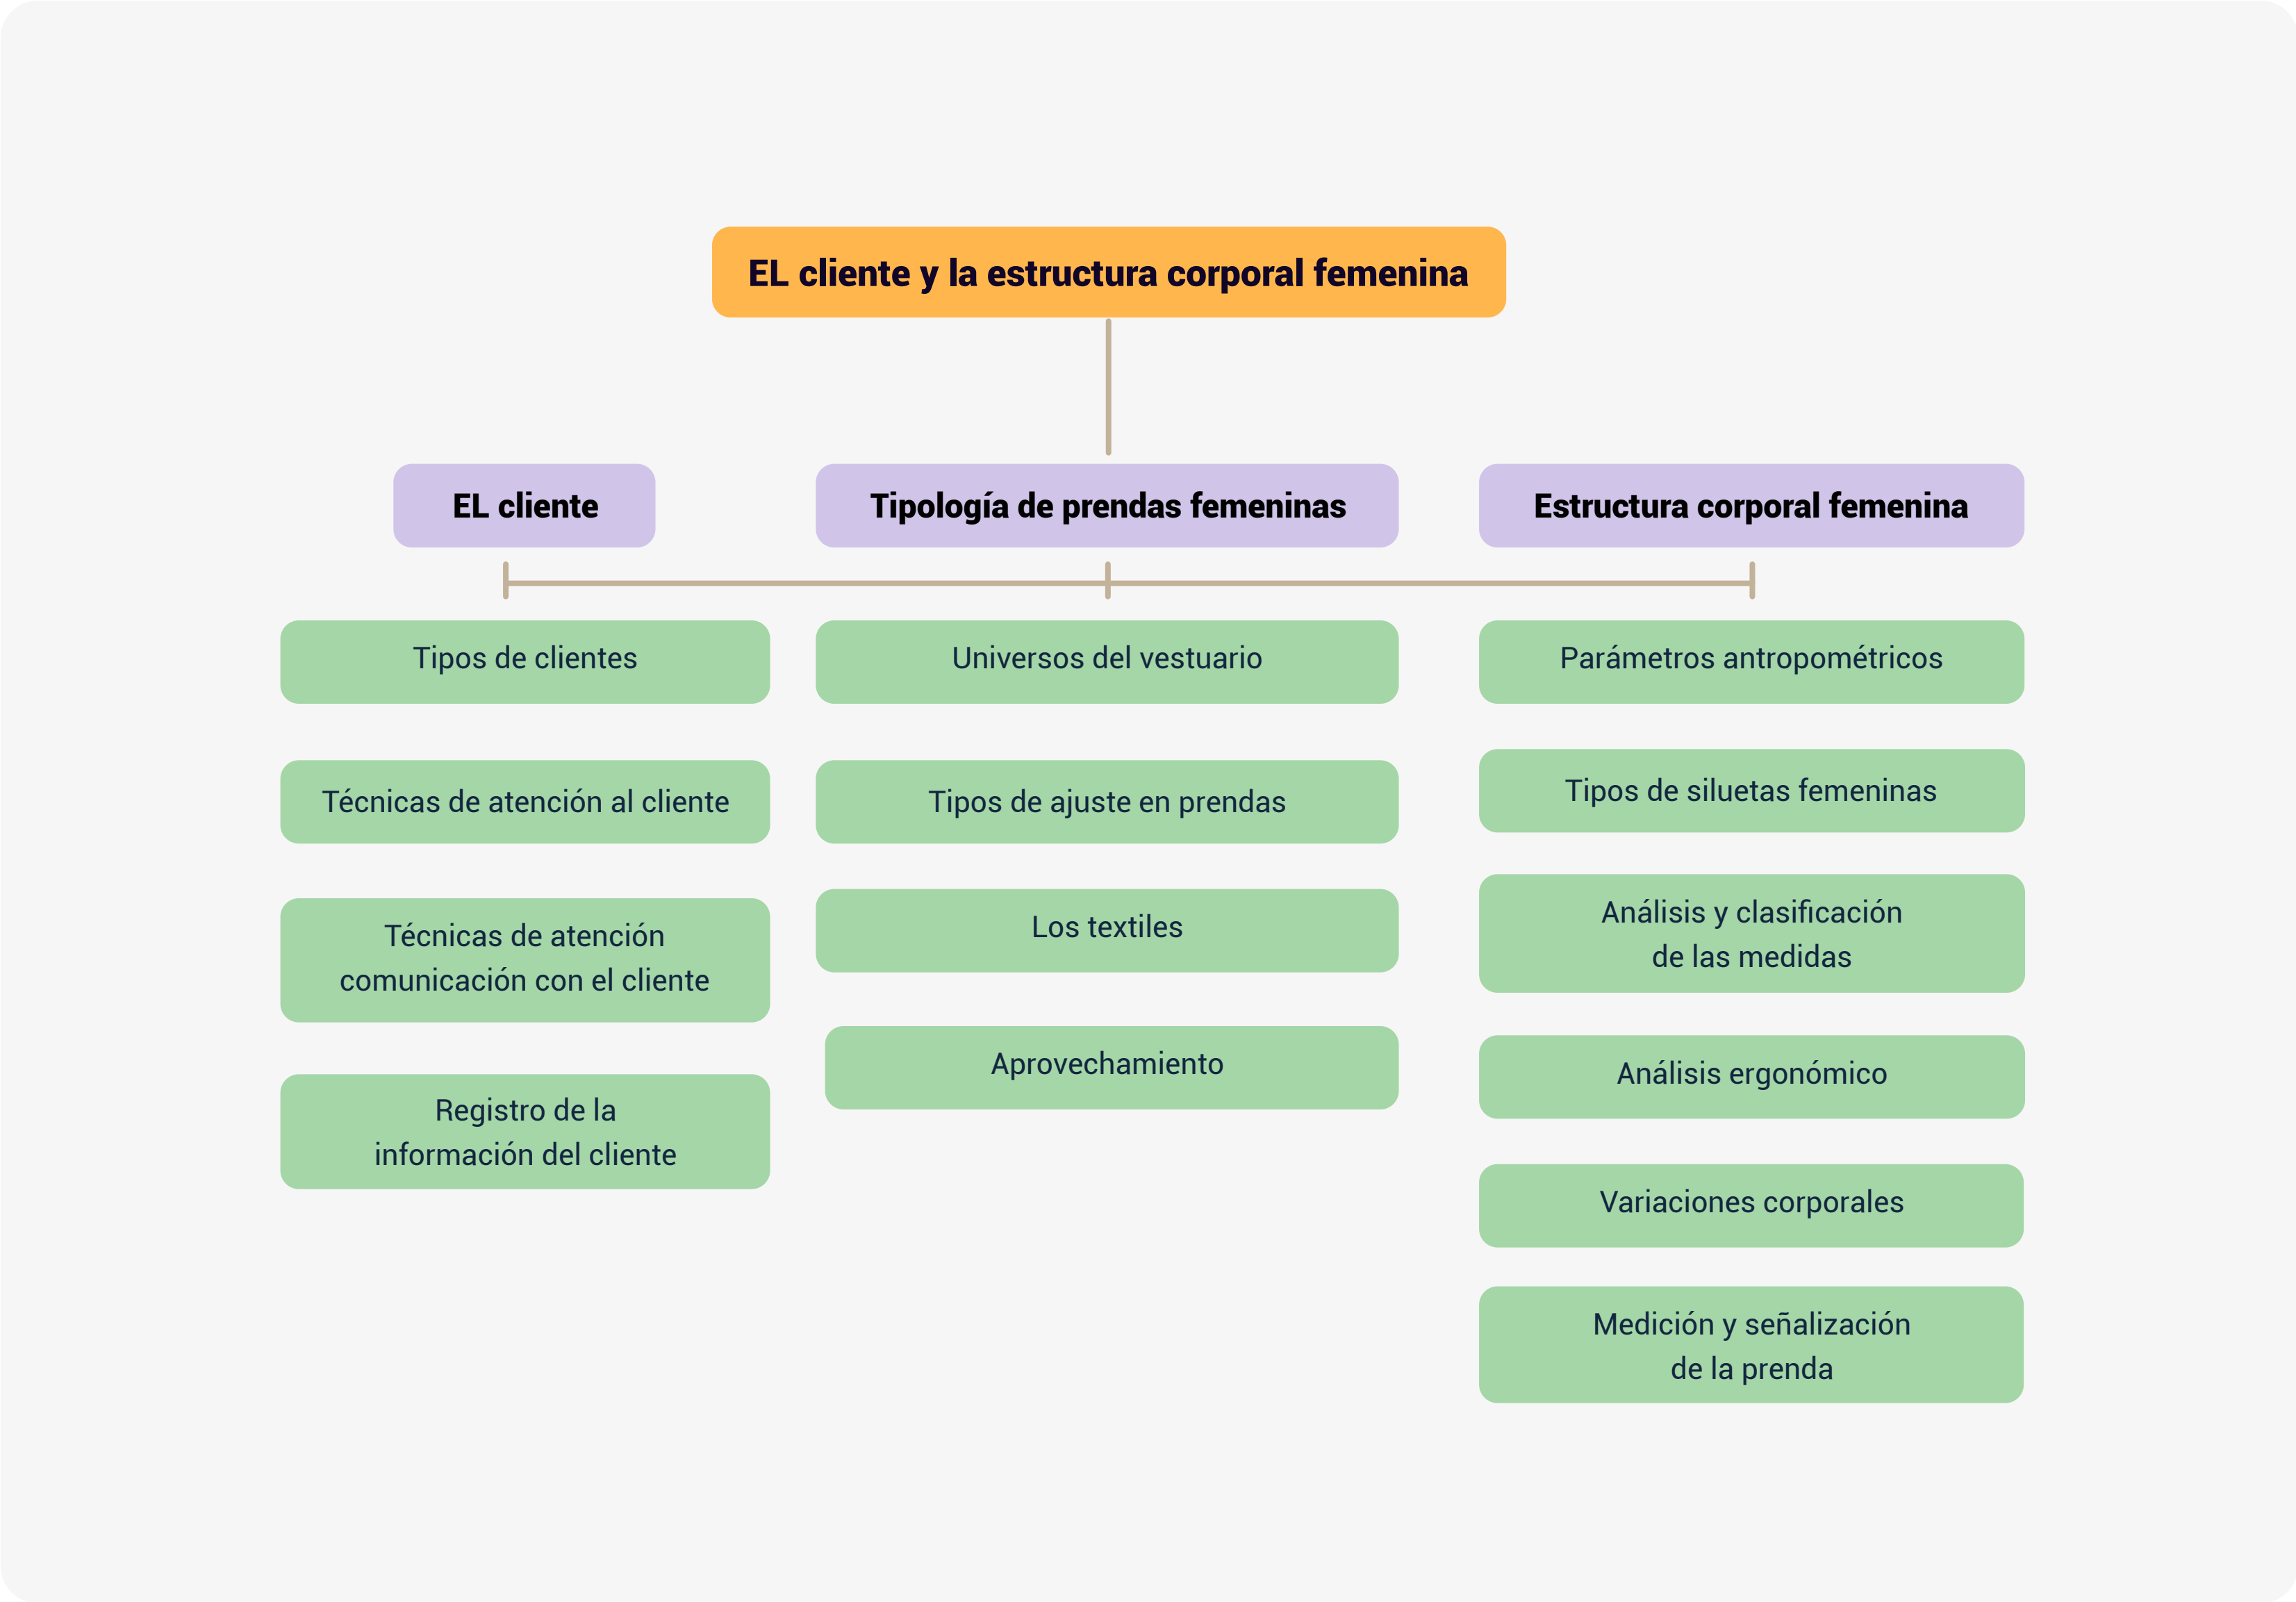 EL cliente y la estructura corporal femenina
EL cliente
Tipos de clientes
Técnicas de atención al cliente
Técnicas de atención
comunicación con el cliente
Registro de la
información del cliente
Tipología de prendas femeninas
Universos del vestuario
Tipos de ajuste en prendas
Los textiles
Aprovechamiento
Estructura corporal femenina
Parámetros antropométricos
Tipos de siluetas femeninas
Análisis y clasificación
de las medidas
Análisis ergonómico
Variaciones corporales
Medición y señalización
de la prenda